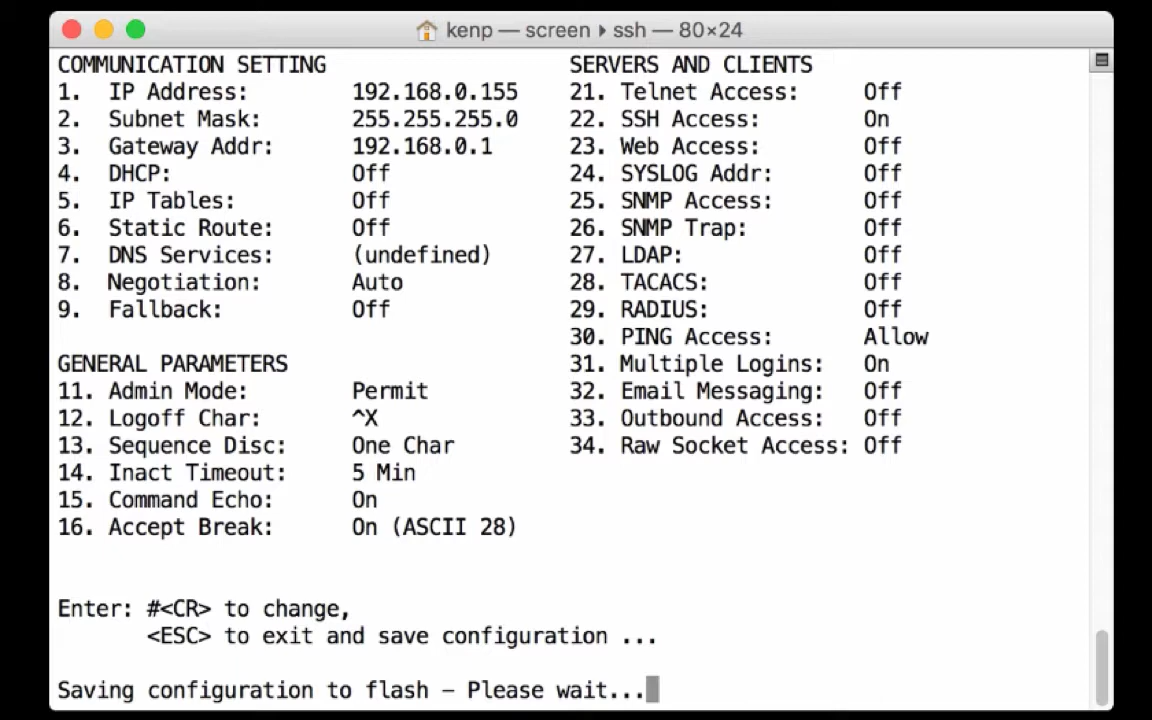 kenp — screen ▸ ssh — 80×24
COMMUNICATION SETTING SERVERS AND CLIENTS
1. IP Address: 192.168.0.155 21. Telnet Access: Off
2. Subnet Mask: 255.255.255.0 22. SSH Access: On
3. Gateway Addr: 192.168.0.1 23. Web Access: Off
4. DHCP: Off 24. SYSLOG Addr: Off
5. IP Tables: Off 25. SNMP Access: Off
6. Static Route: Off 26. SNMP Trap: Off
7. DNS Services: (undefined) 27. LDAP: Off
8. Negotiation: Auto 28. TACACS: Off
9. Fallback: Off 29. RADIUS: Off
30. PING Access: Allow
GENERAL PARAMETERS 31. Multiple Logins: On
11. Admin Mode: Permit 32. Email Messaging: Off
12. Logoff Char: ^X 33. Outbound Access: Off
13. Sequence Disc: One Char 34. Raw Socket Access: Off
14. Inact Timeout: 5 Min
15. Command Echo: On
16. Accept Break: On (ASCII 28)
Enter: #<CR> to change,
<ESC> to exit and save configuration ...
Saving configuration to flash – Please wait...